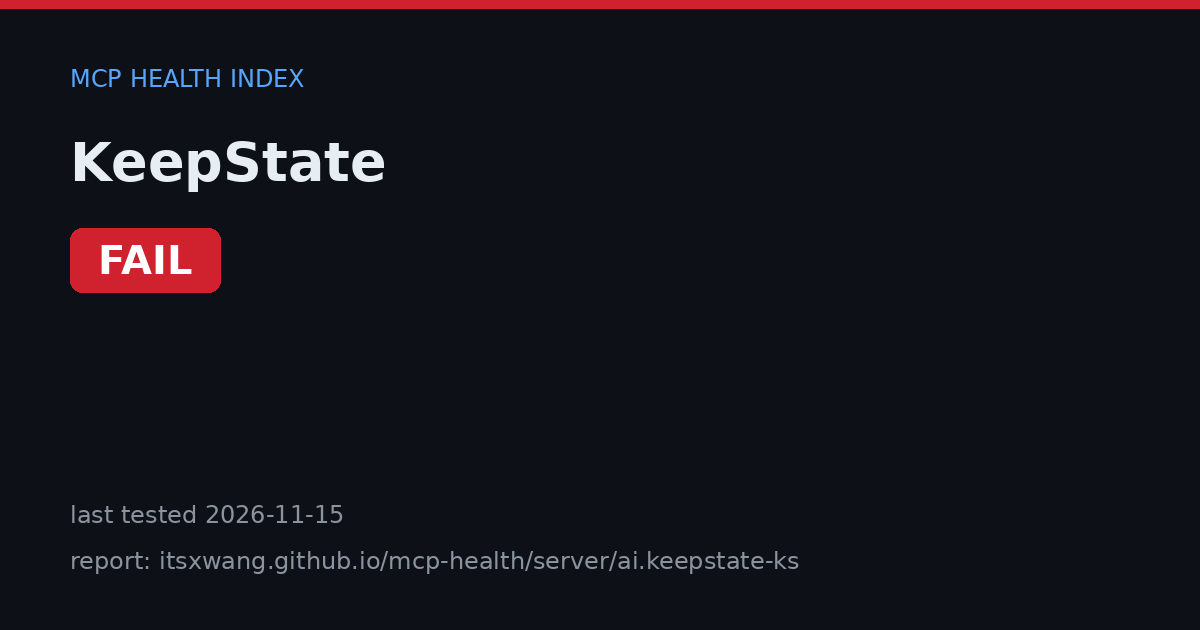 MCP HEALTH INDEX
KeepState
FAIL
last tested 2026-11-15
report: itsxwang.github.io/mcp-health/server/ai.keepstate-ks